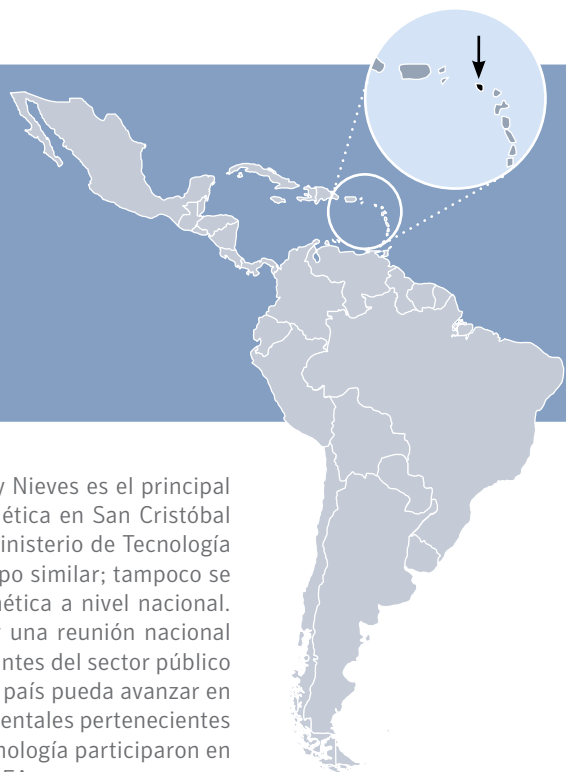 y Nieves es el principal
ética en San Cristóbal
inisterio de Tecnología
po similar; tampoco se
nética a nivel nacional.
una reunión nacional
ntes del sector público
país pueda avanzar en
entales pertenecientes
nología participaron en